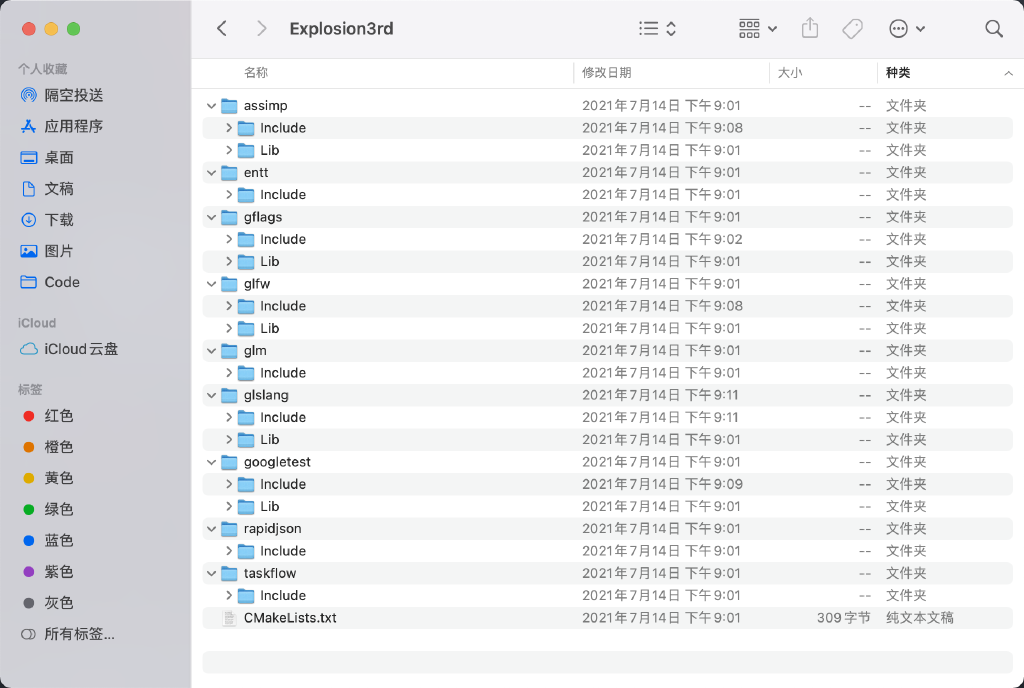 Explosion3rd
个人收藏
隔空投送
应用程序
桌面
文稿
下载
图片
Code
iCloud
iCloud云盘
标签
红色
橙色
黄色
绿色
蓝色
紫色
灰色
所有标签...
名称 修改日期 大小 种类
assimp 2021年7月14日 下午9:01 -- 文件夹
Include 2021年7月14日 下午9:08 -- 文件夹
Lib 2021年7月14日 下午9:01 -- 文件夹
entt 2021年7月14日 下午9:01 -- 文件夹
Include 2021年7月14日 下午9:01 -- 文件夹
gflags 2021年7月14日 下午9:01 -- 文件夹
Include 2021年7月14日 下午9:02 -- 文件夹
Lib 2021年7月14日 下午9:01 -- 文件夹
glfw 2021年7月14日 下午9:01 -- 文件夹
Include 2021年7月14日 下午9:08 -- 文件夹
Lib 2021年7月14日 下午9:01 -- 文件夹
glm 2021年7月14日 下午9:01 -- 文件夹
Include 2021年7月14日 下午9:01 -- 文件夹
glslang 2021年7月14日 下午9:11 -- 文件夹
Include 2021年7月14日 下午9:11 -- 文件夹
Lib 2021年7月14日 下午9:01 -- 文件夹
googletest 2021年7月14日 下午9:01 -- 文件夹
Include 2021年7月14日 下午9:09 -- 文件夹
Lib 2021年7月14日 下午9:01 -- 文件夹
rapidjson 2021年7月14日 下午9:01 -- 文件夹
Include 2021年7月14日 下午9:01 -- 文件夹
taskflow 2021年7月14日 下午9:01 -- 文件夹
Include 2021年7月14日 下午9:01 -- 文件夹
CMakeLists.txt 2021年7月14日 下午9:01 309字节 纯文本文稿